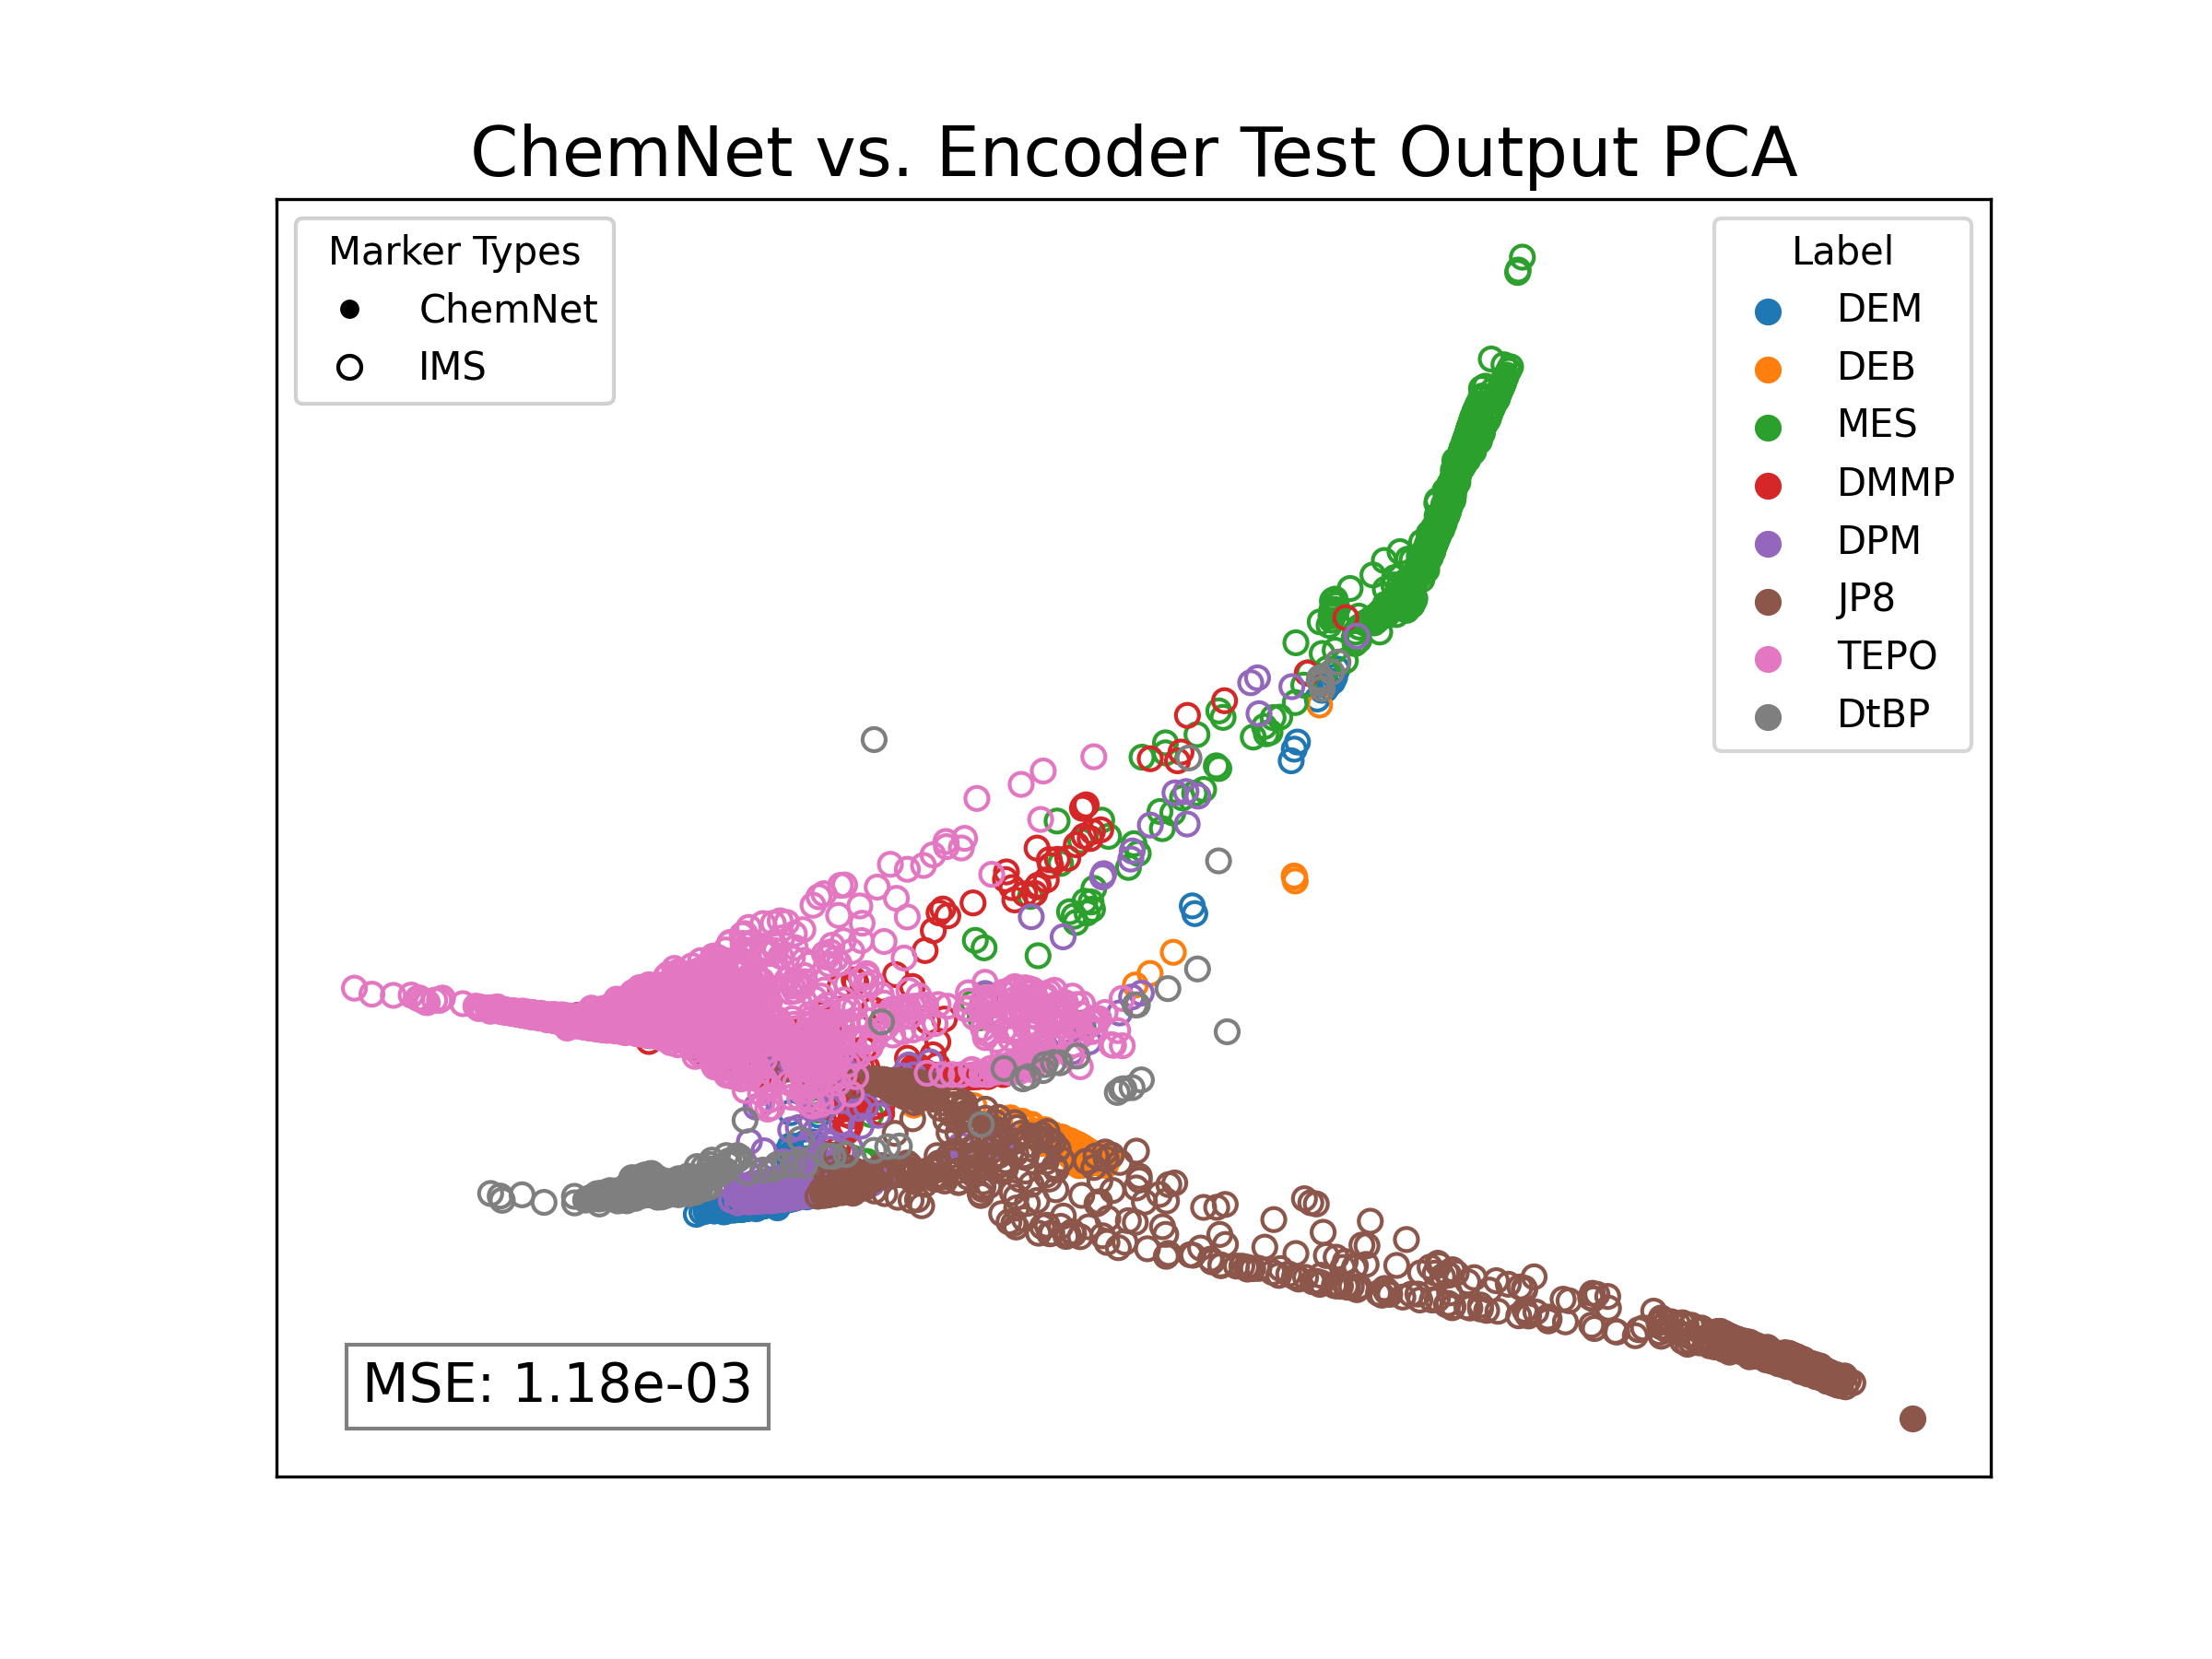 ChemNet vs. Encoder Test Output PCA
Marker Types
ChemNet
IMS
Label
DEM
DEB
MES
DMMP
DPM
JP8
TEPO
DtBP
MSE: 1.18e-03